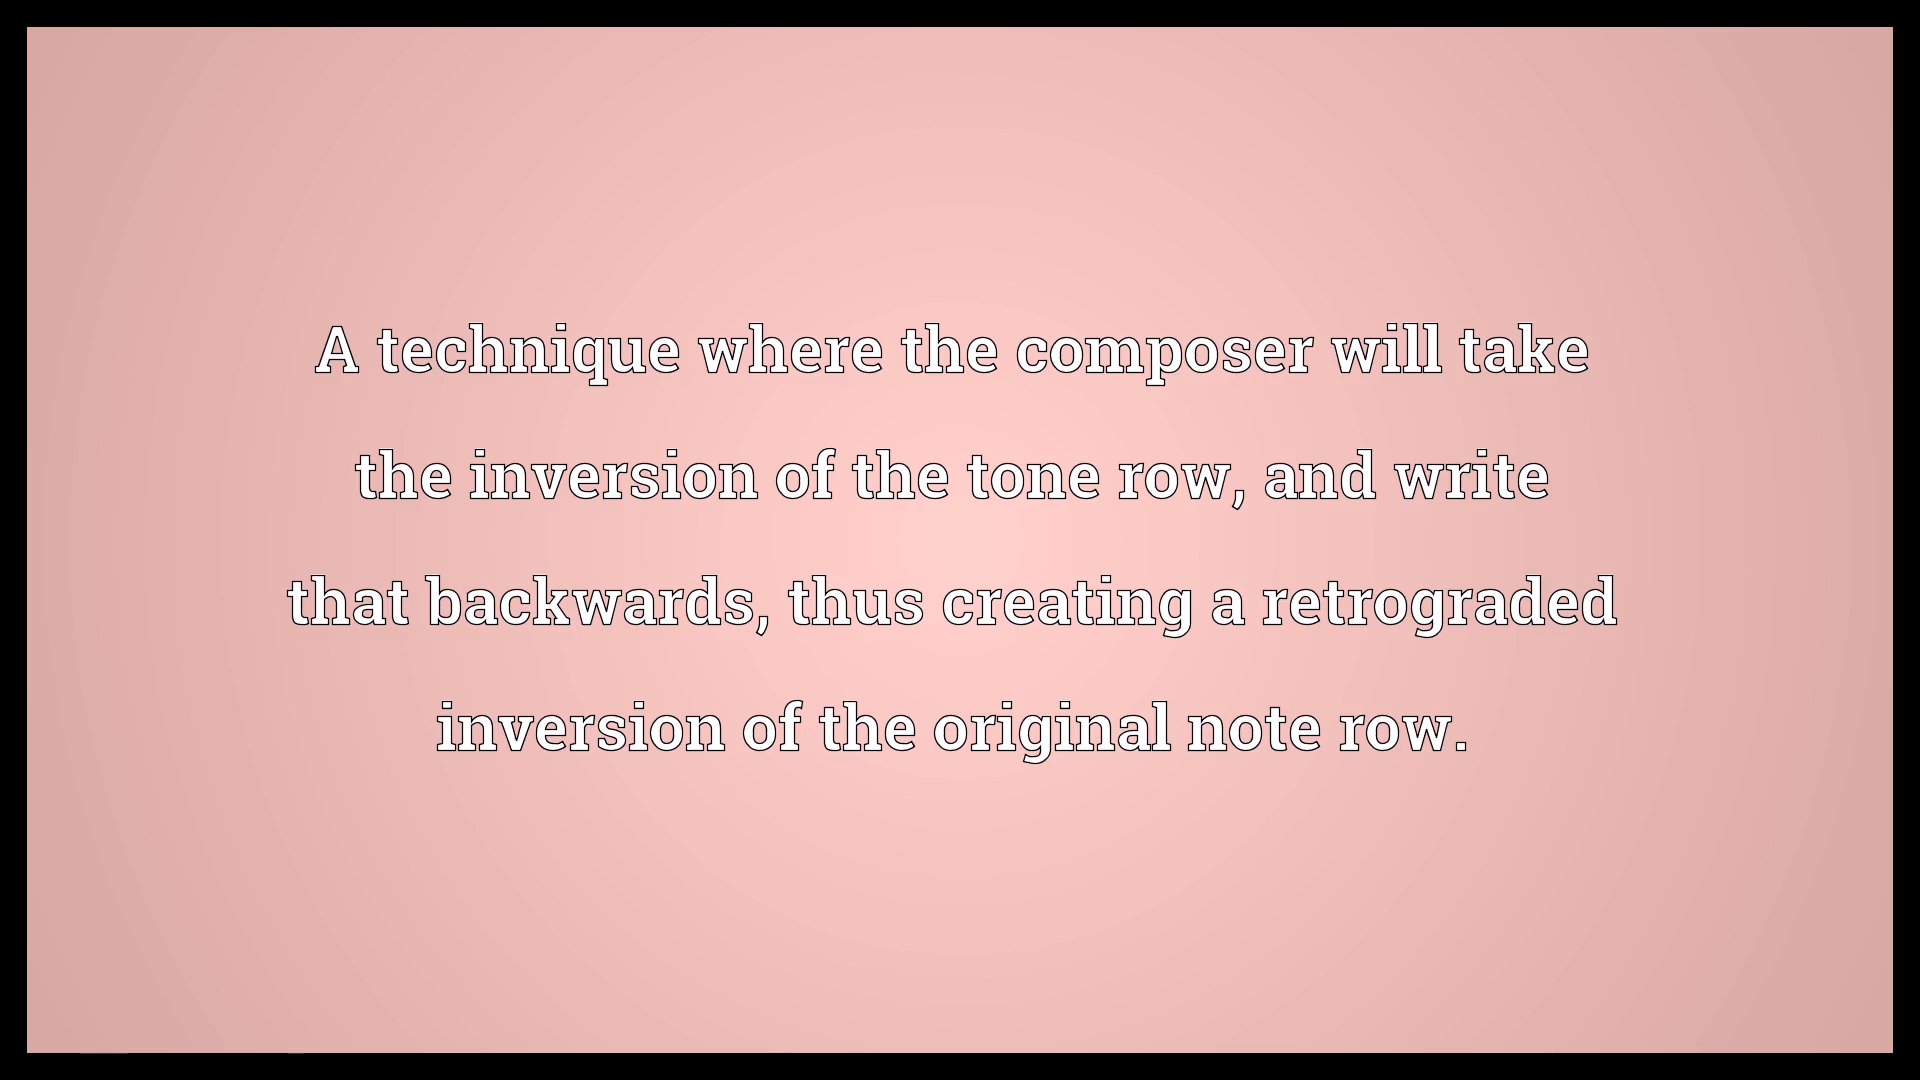 A technique where the composer will take
the inversion of the tone row, and write
that backwards, thus creating a retrograded
inversion of the original note row.